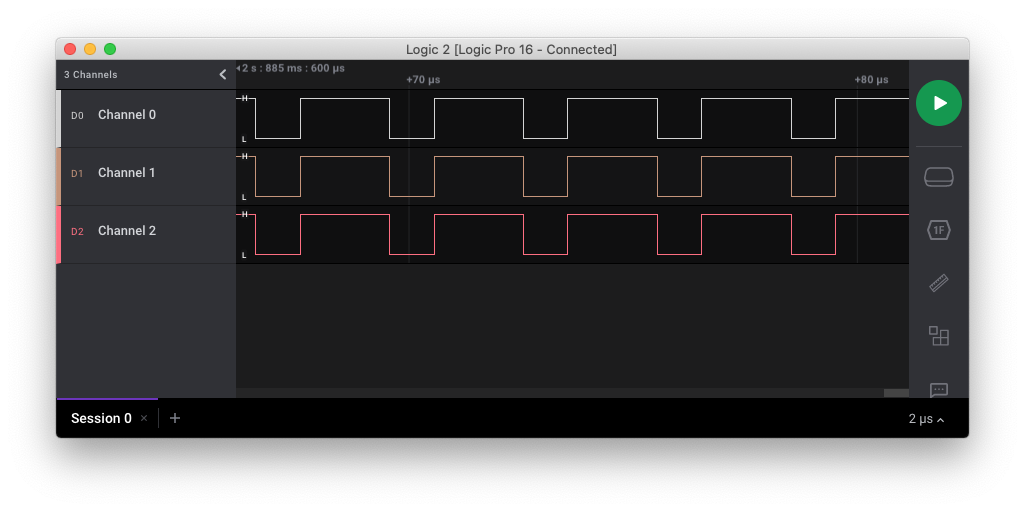 Logic 2 [Logic Pro 16 - Connected]
3 Channels
2 s : 885 ms : 600 µs
+70 µs
+80 µs
D0 Channel 0
H
L
D1 Channel 1
H
L
D2 Channel 2
H
L
1F
Session 0 × +
2 µs